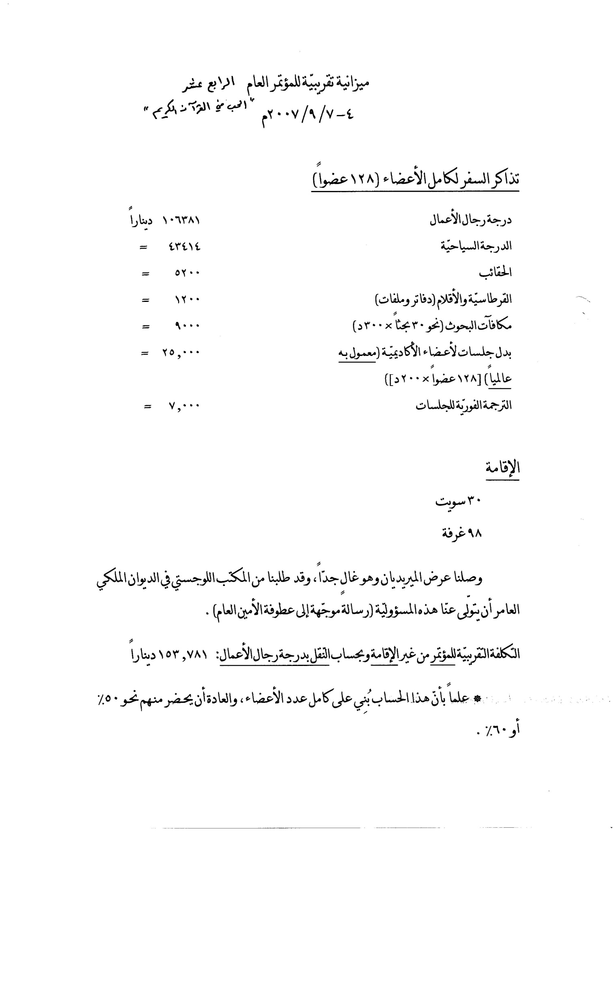 ميزانية تقريبيّة للمؤتمر العام الرابع عشر
٤-٧/٩/٢٠٠٧م "الحب في القرآن الكريم"
تذاكر السفر لكامل الأعضاء (١٢٨ عضواً)
درجة رجال الأعمال ١٠٦٣٨١ ديناراً
الدرجة السياحيّة ٤٣٤١٤ =
الحقائب ٥٢٠٠ =
القرطاسيّة والأقلام (دفاتر وملفات) ١٢٠٠ =
مكافآت البحوث (نحو ٣٠ بحثاً × ٣٠٠ د) ٩٠٠٠ =
بدل جلسات لأعضاء الأكاديميّة (معمول به ٢٥,٠٠٠ =
عالمياً) [١٢٨ عضواً × ٢٠٠ د])
الترجمة الفوريّة للجلسات ٧,٠٠٠ =
الإقامة
٣٠ سويت
٩٨ غرفة
وصلنا عرض الميريديان وهو غالٍ جدّاً، وقد طلبنا من المكتب اللوجستي في الديوان الملكي
العامر أن يتولّى عنّا هذه المسؤوليّة (رسالة موجّهة إلى عطوفة الأمين العام).
التكلفة التقريبيّة للمؤتمر من غير الإقامة وبحساب النقل بدرجة رجال الأعمال: ١٥٣,٧٨١ ديناراً
* علماً بأنّ هذا الحساب بُنِي على كامل عدد الأعضاء، والعادة أن يحضر منهم نحو ٥٠٪
أو ٦٠٪.